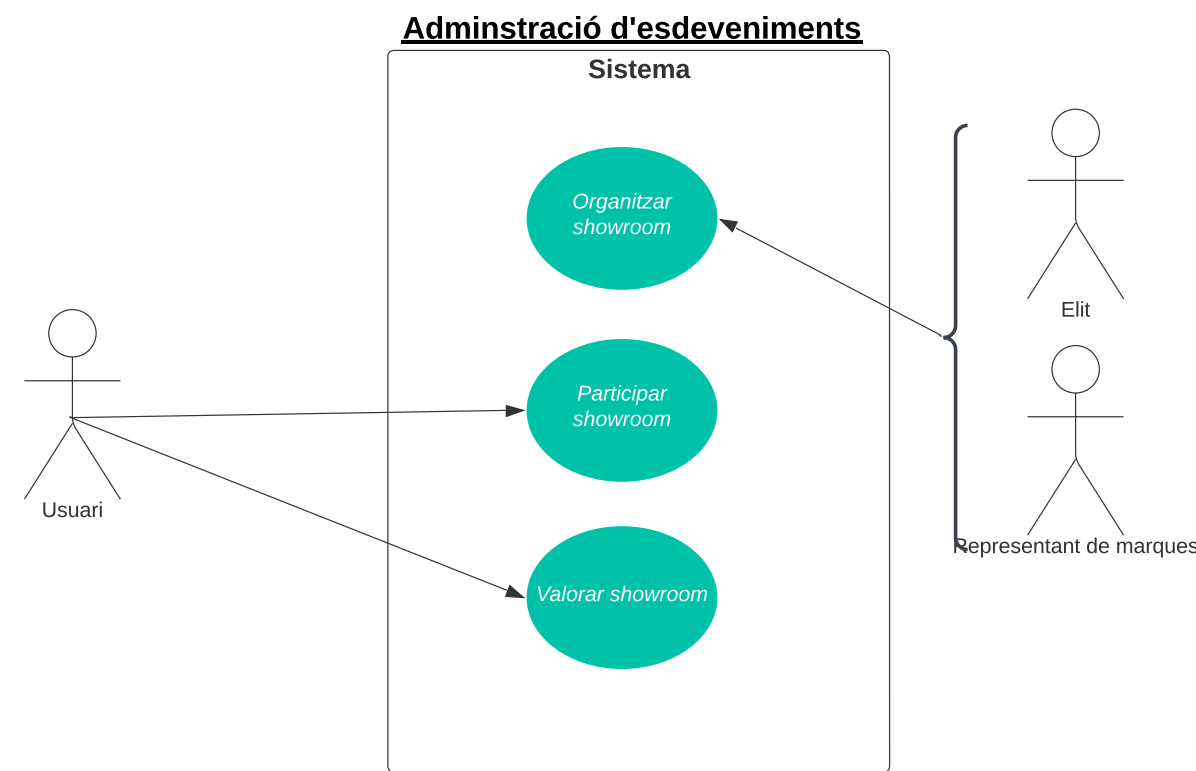 Adminstració d'esdeveniments
Sistema
Organitzar
showroom
Elit
Participar
showroom
Usuari
Representant de marques
Valorar showroom